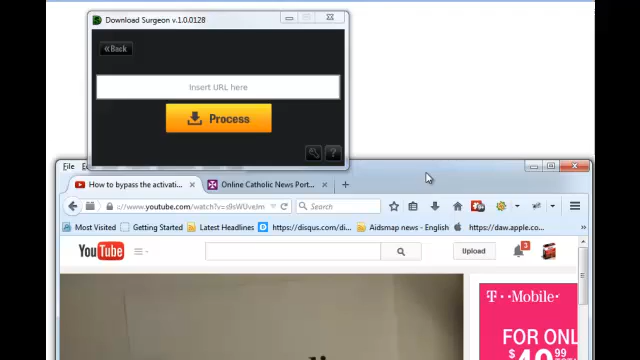 Download Surgeon v.1.0.0128
«Back
Insert URL here
Process
?
File
How to bypass the activati...
Online Catholic News Port...
Search
Most Visited
Getting Started
Latest Headlines
https://disqus.com/di...
Aidsmap news - English
https://daw.apple.co...
YouTube
Upload
3
T··Mobile·
FOR ONL
$
99